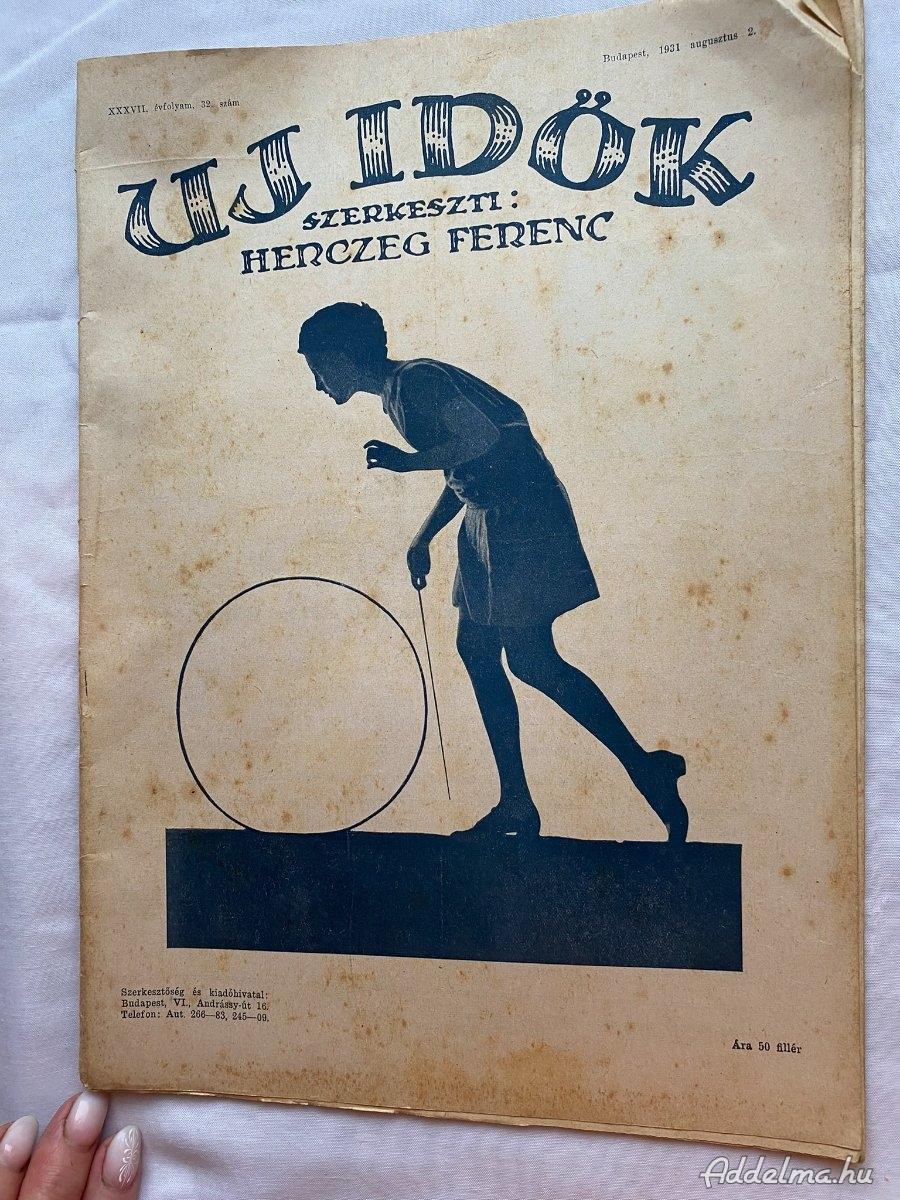 XXXVII. évfolyam, 32. szám
Budapest, 1931 augusztus 2.
UJ IDŐK
SZERKESZTI:
HERCZEG FERENC
Szerkesztőség és kiadóhivatal:
Budapest, VI., Andrássy-út 16.
Telefon: Aut. 266—83, 245—09.
Ára 50 fillér
Addelma.hu